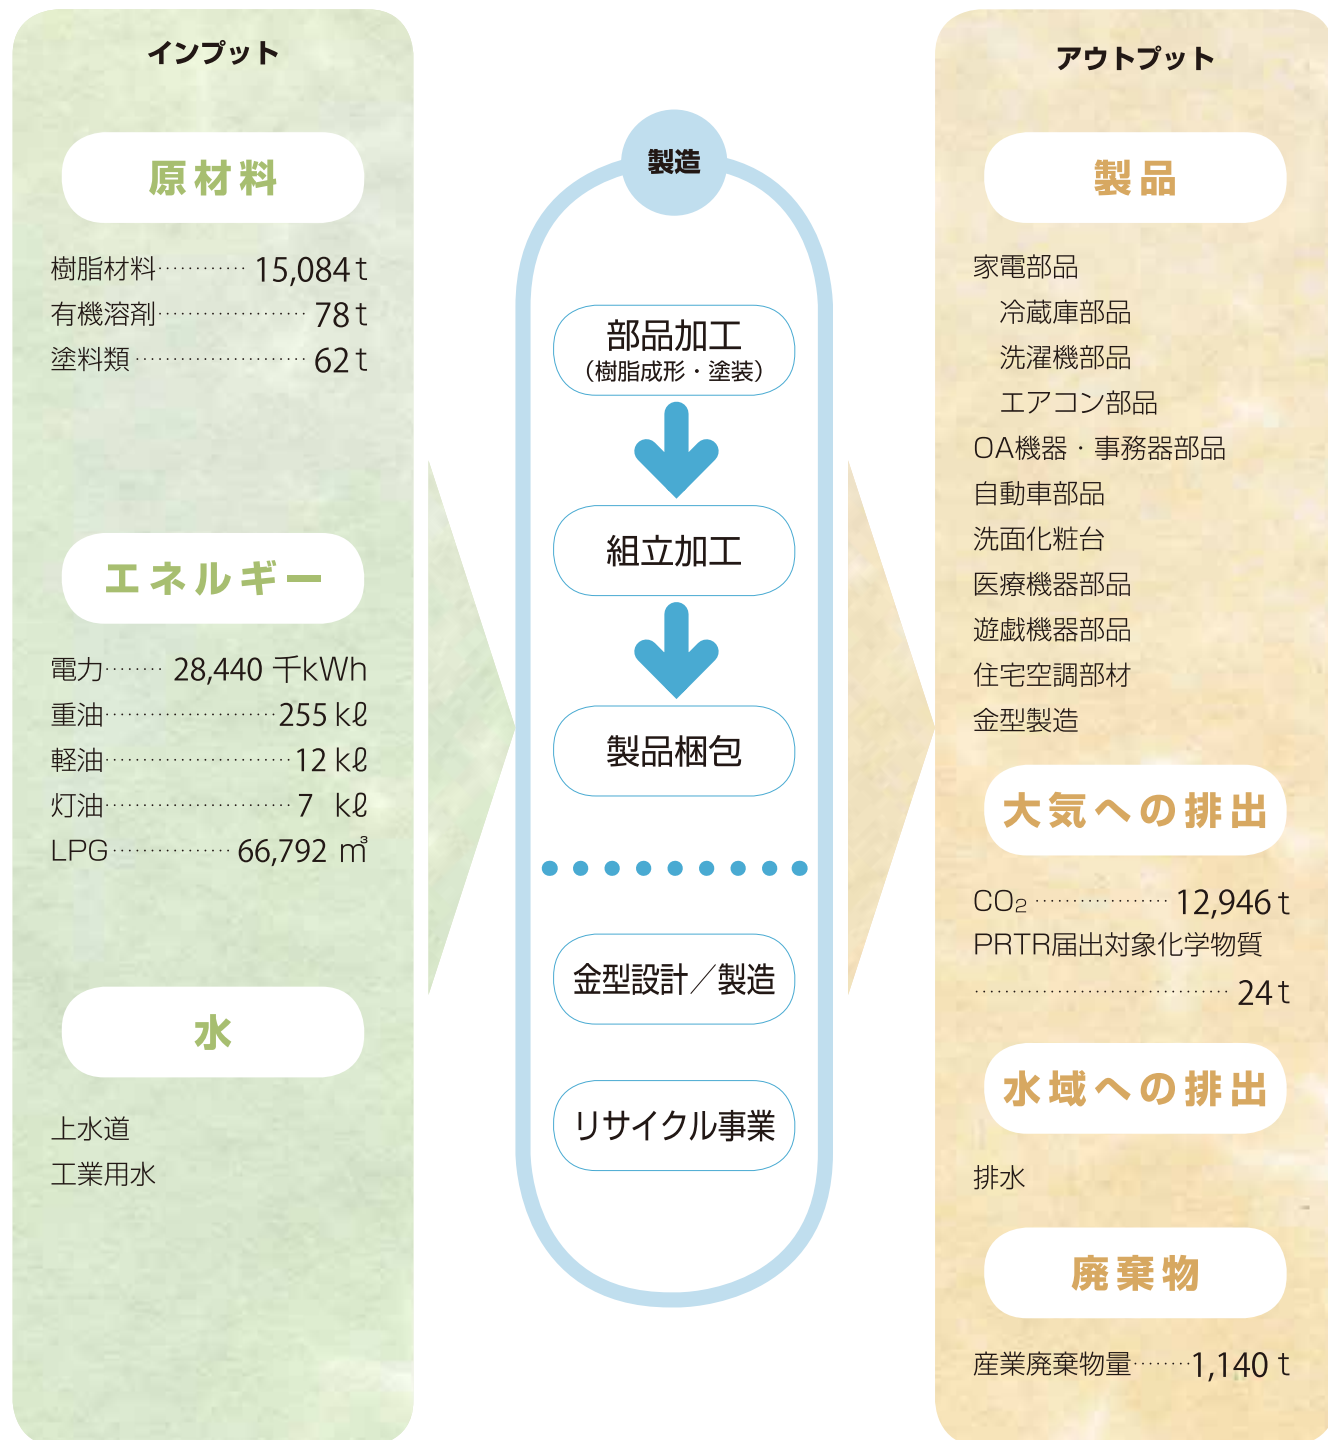 インプット
原材料
樹脂材料············ 15,084 t
有機溶剤···················· 78 t
塗料類 ······················· 62 t
エネルギー
電力········ 28,440 千kWh
重油·······················255 kℓ
軽油·························12 kℓ
灯油························· 7 kℓ
LPG················ 66,792 ㎥
水
上水道
工業用水
製造
部品加工
（樹脂成形・塗装）
組立加工
製品梱包
金型設計／製造
リサイクル事業
アウトプット
製品
家電部品
冷蔵庫部品
洗濯機部品
エアコン部品
OA機器・事務器部品
自動車部品
洗面化粧台
医療機器部品
遊戯機器部品
住宅空調部材
金型製造
大気への排出
CO₂ ·················· 12,946 t
PRTR届出対象化学物質
·································· 24 t
水域への排出
排水
廃棄物
産業廃棄物量········1,140 t